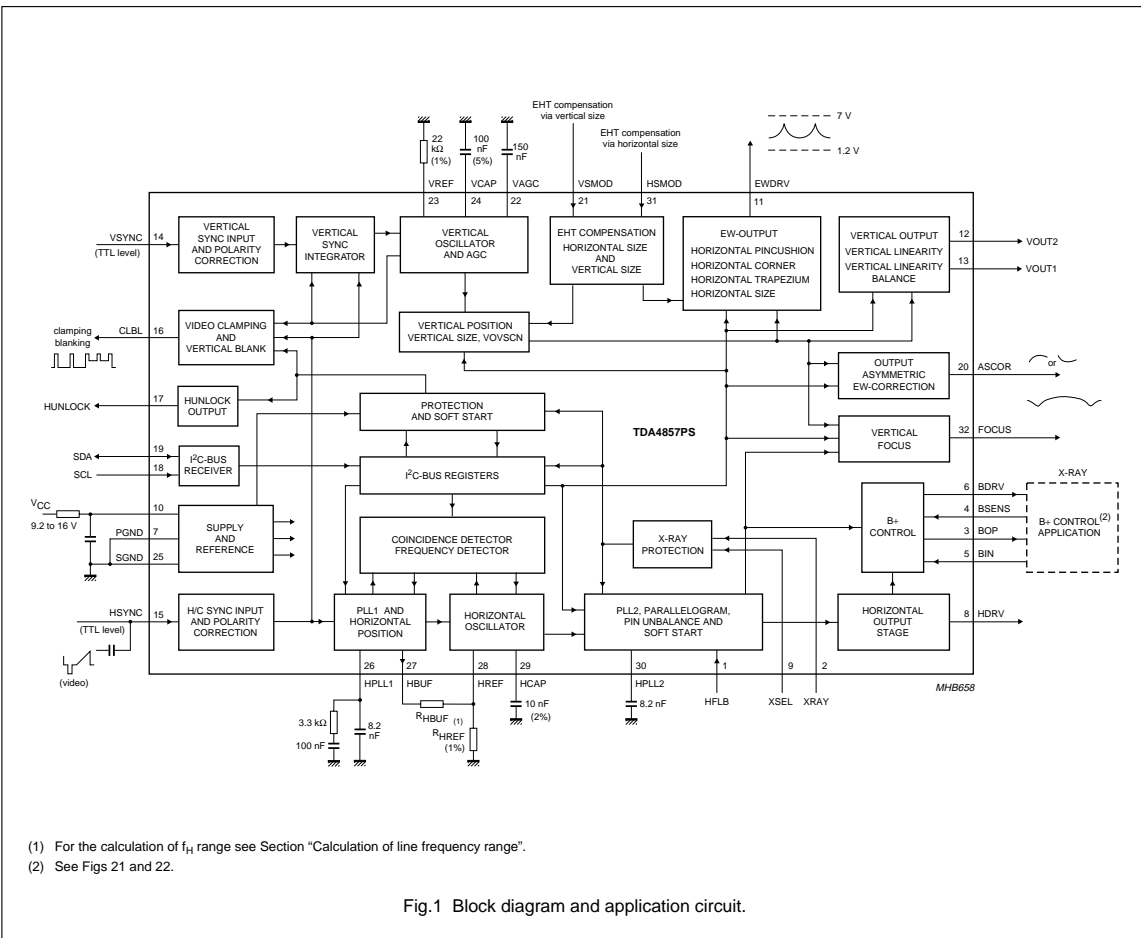 EHT compensation
via vertical size
EHT compensation
via horizontal size
7 V
1.2 V
22
kΩ
(1%)
100
nF
(5%)
150
nF
VREF
VCAP
VAGC
VSMOD
HSMOD
EWDRV
23
24
22
21
31
11
VSYNC
(TTL level)
14
VERTICAL
SYNC INPUT
AND POLARITY
CORRECTION
VERTICAL
SYNC
INTEGRATOR
VERTICAL
OSCILLATOR
AND AGC
EHT COMPENSATION
HORIZONTAL SIZE
AND
VERTICAL SIZE
EW-OUTPUT
HORIZONTAL PINCUSHION
HORIZONTAL CORNER
HORIZONTAL TRAPEZIUM
HORIZONTAL SIZE
VERTICAL OUTPUT
VERTICAL LINEARITY
VERTICAL LINEARITY
BALANCE
12
VOUT2
13
VOUT1
clamping
blanking
CLBL
16
VIDEO CLAMPING
AND
VERTICAL BLANK
VERTICAL POSITION
VERTICAL SIZE, VOVSCN
OUTPUT
ASYMMETRIC
EW-CORRECTION
20
ASCOR
or
HUNLOCK
17
HUNLOCK
OUTPUT
PROTECTION
AND SOFT START
TDA4857PS
VERTICAL
FOCUS
32
FOCUS
SDA
19
SCL
18
I2C-BUS
RECEIVER
I2C-BUS REGISTERS
X-RAY
VCC
9.2 to 16 V
10
PGND
7
SGND
25
SUPPLY
AND
REFERENCE
COINCIDENCE DETECTOR
FREQUENCY DETECTOR
X-RAY
PROTECTION
B+
CONTROL
6
BDRV
4
BSENS
3
BOP
5
BIN
B+ CONTROL(2)
APPLICATION
HSYNC
(TTL level)
15
(video)
H/C SYNC INPUT
AND POLARITY
CORRECTION
PLL1 AND
HORIZONTAL
POSITION
HORIZONTAL
OSCILLATOR
PLL2, PARALLELOGRAM,
PIN UNBALANCE AND
SOFT START
HORIZONTAL
OUTPUT
STAGE
8
HDRV
26
27
28
29
30
1
9
2
HPLL1
HBUF
HREF
HCAP
HPLL2
HFLB
XSEL
XRAY
MHB658
3.3 kΩ
100 nF
8.2
nF
RHBUF (1)
RHREF
(1%)
10 nF
(2%)
8.2 nF
(1) For the calculation of fH range see Section “Calculation of line frequency range”.
(2) See Figs 21 and 22.
Fig.1 Block diagram and application circuit.